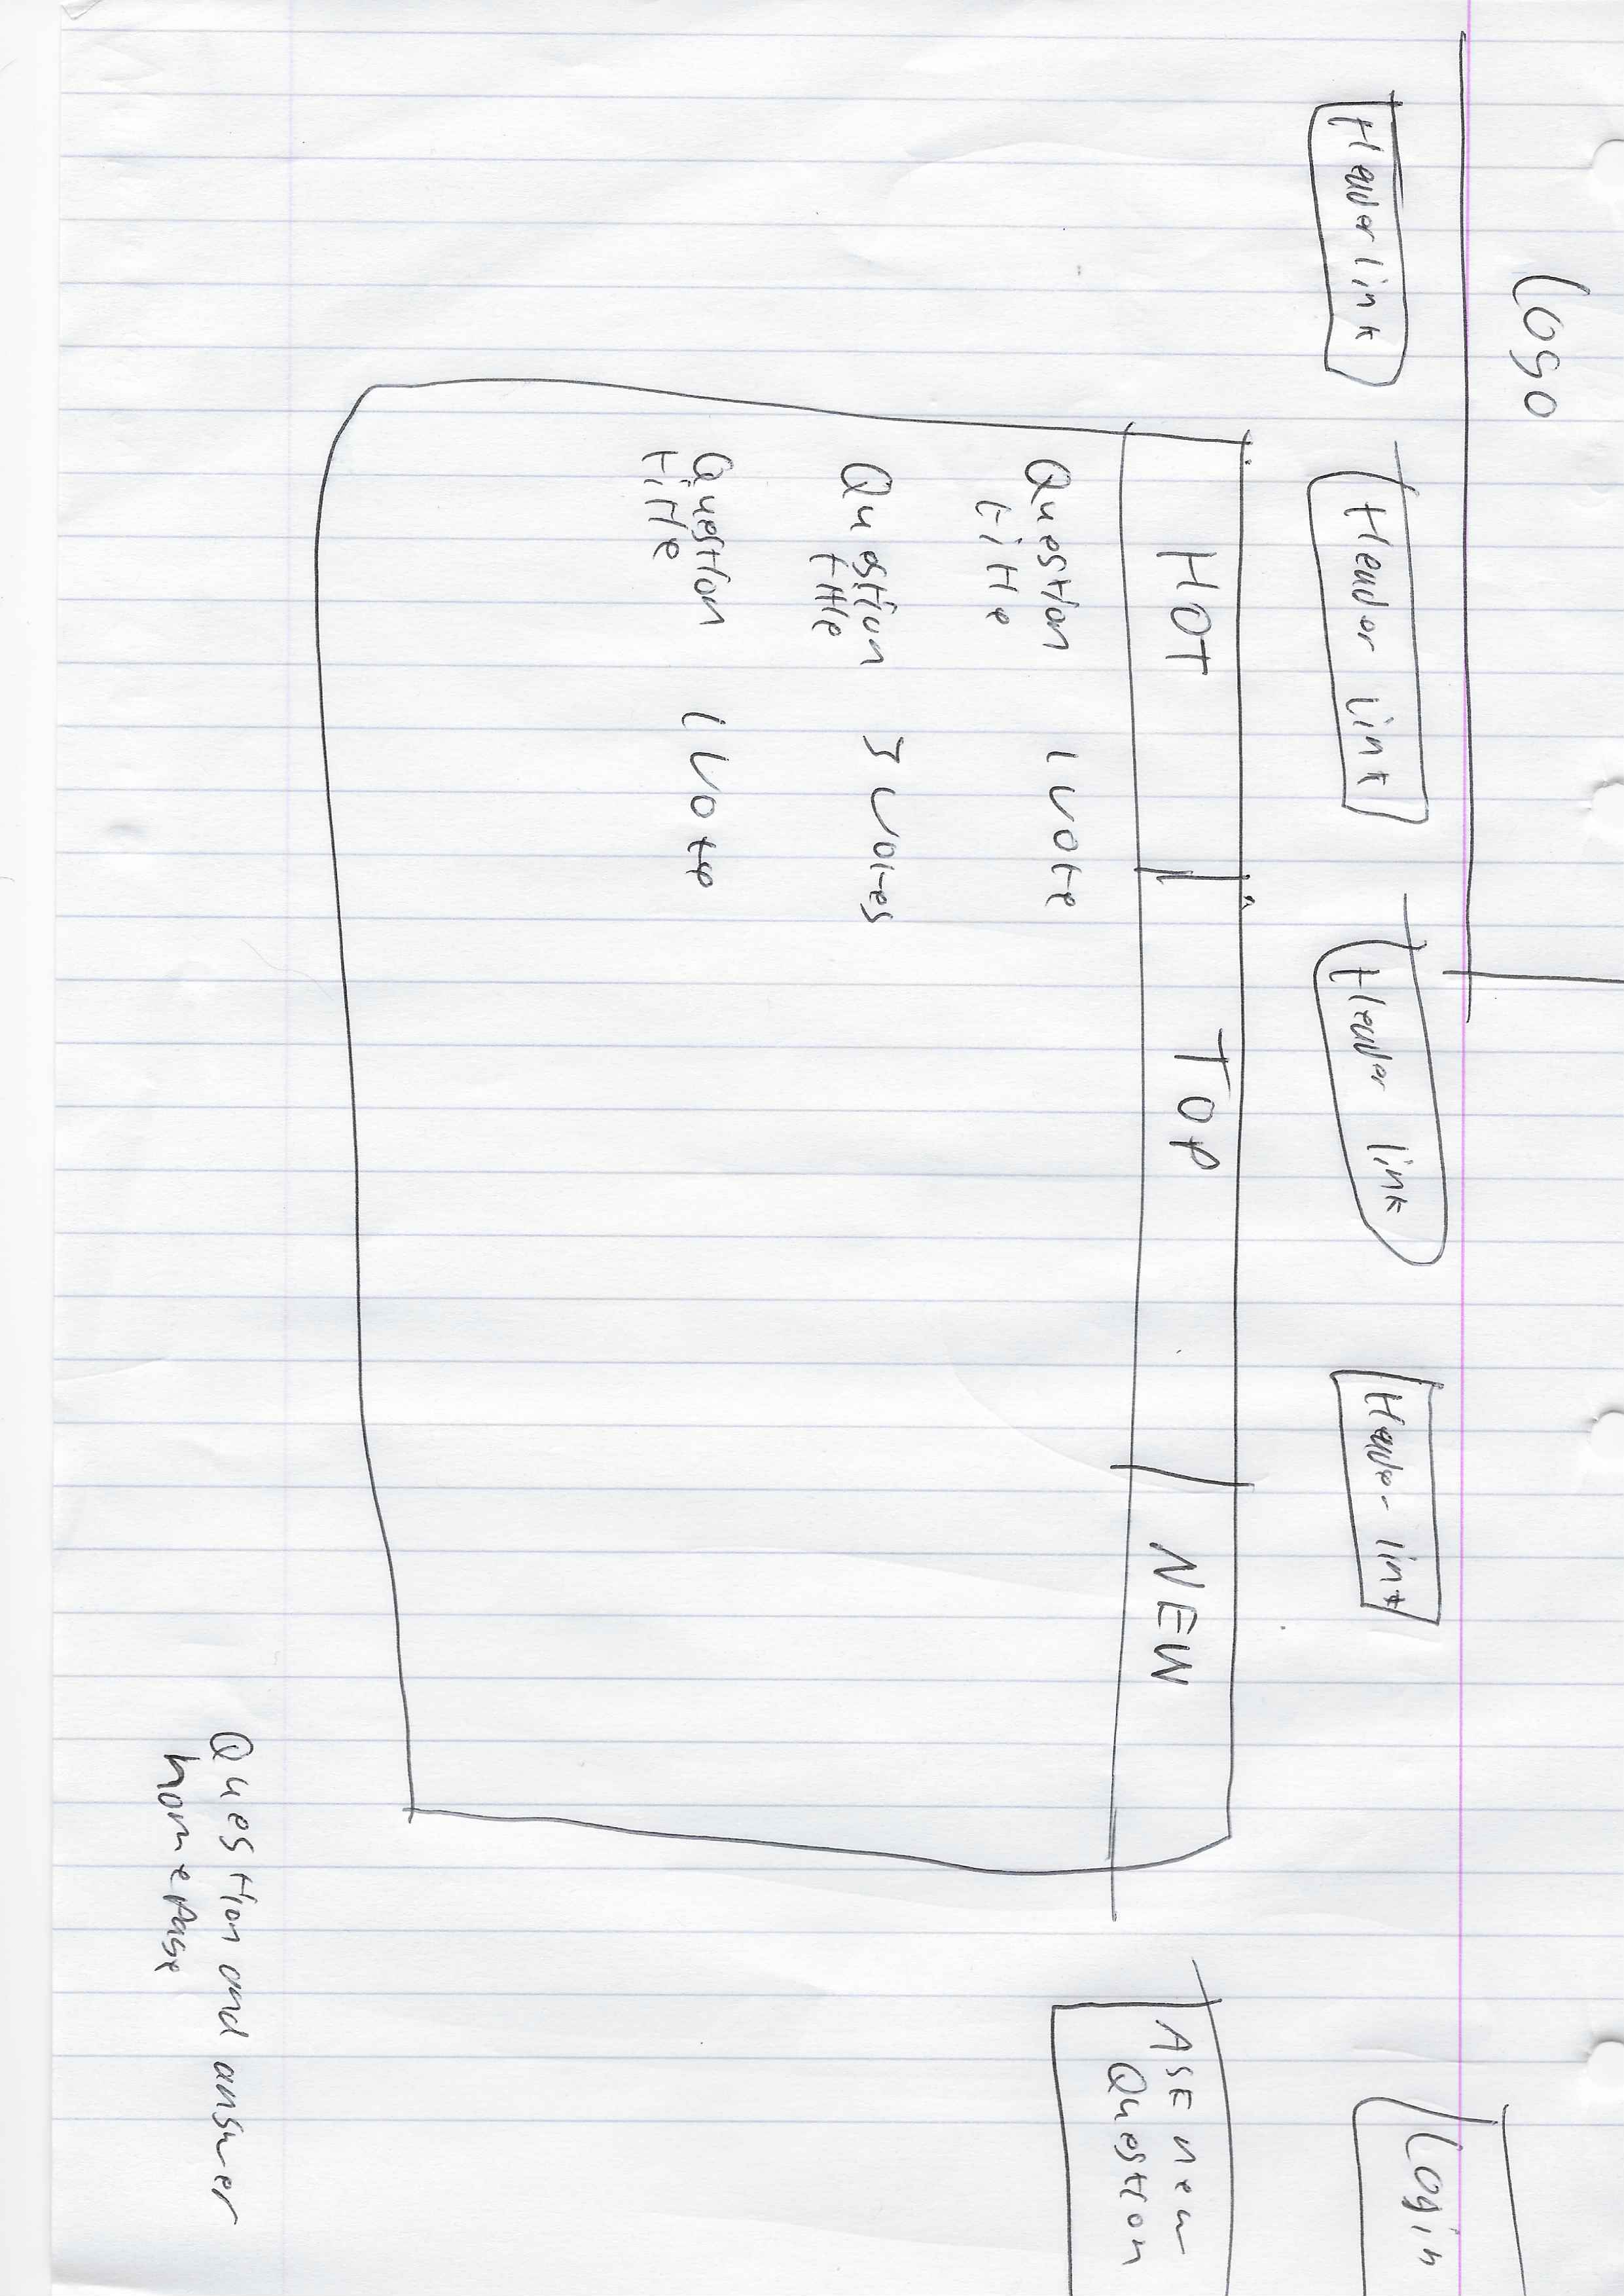 Logo
Login
Header link
Header link
Header link
Header link
HOT
TOP
NEW
Ask new
Question
Question 1 vote
title
Question 3 votes
title
Question 1 vote
title
Question and answer
homepage